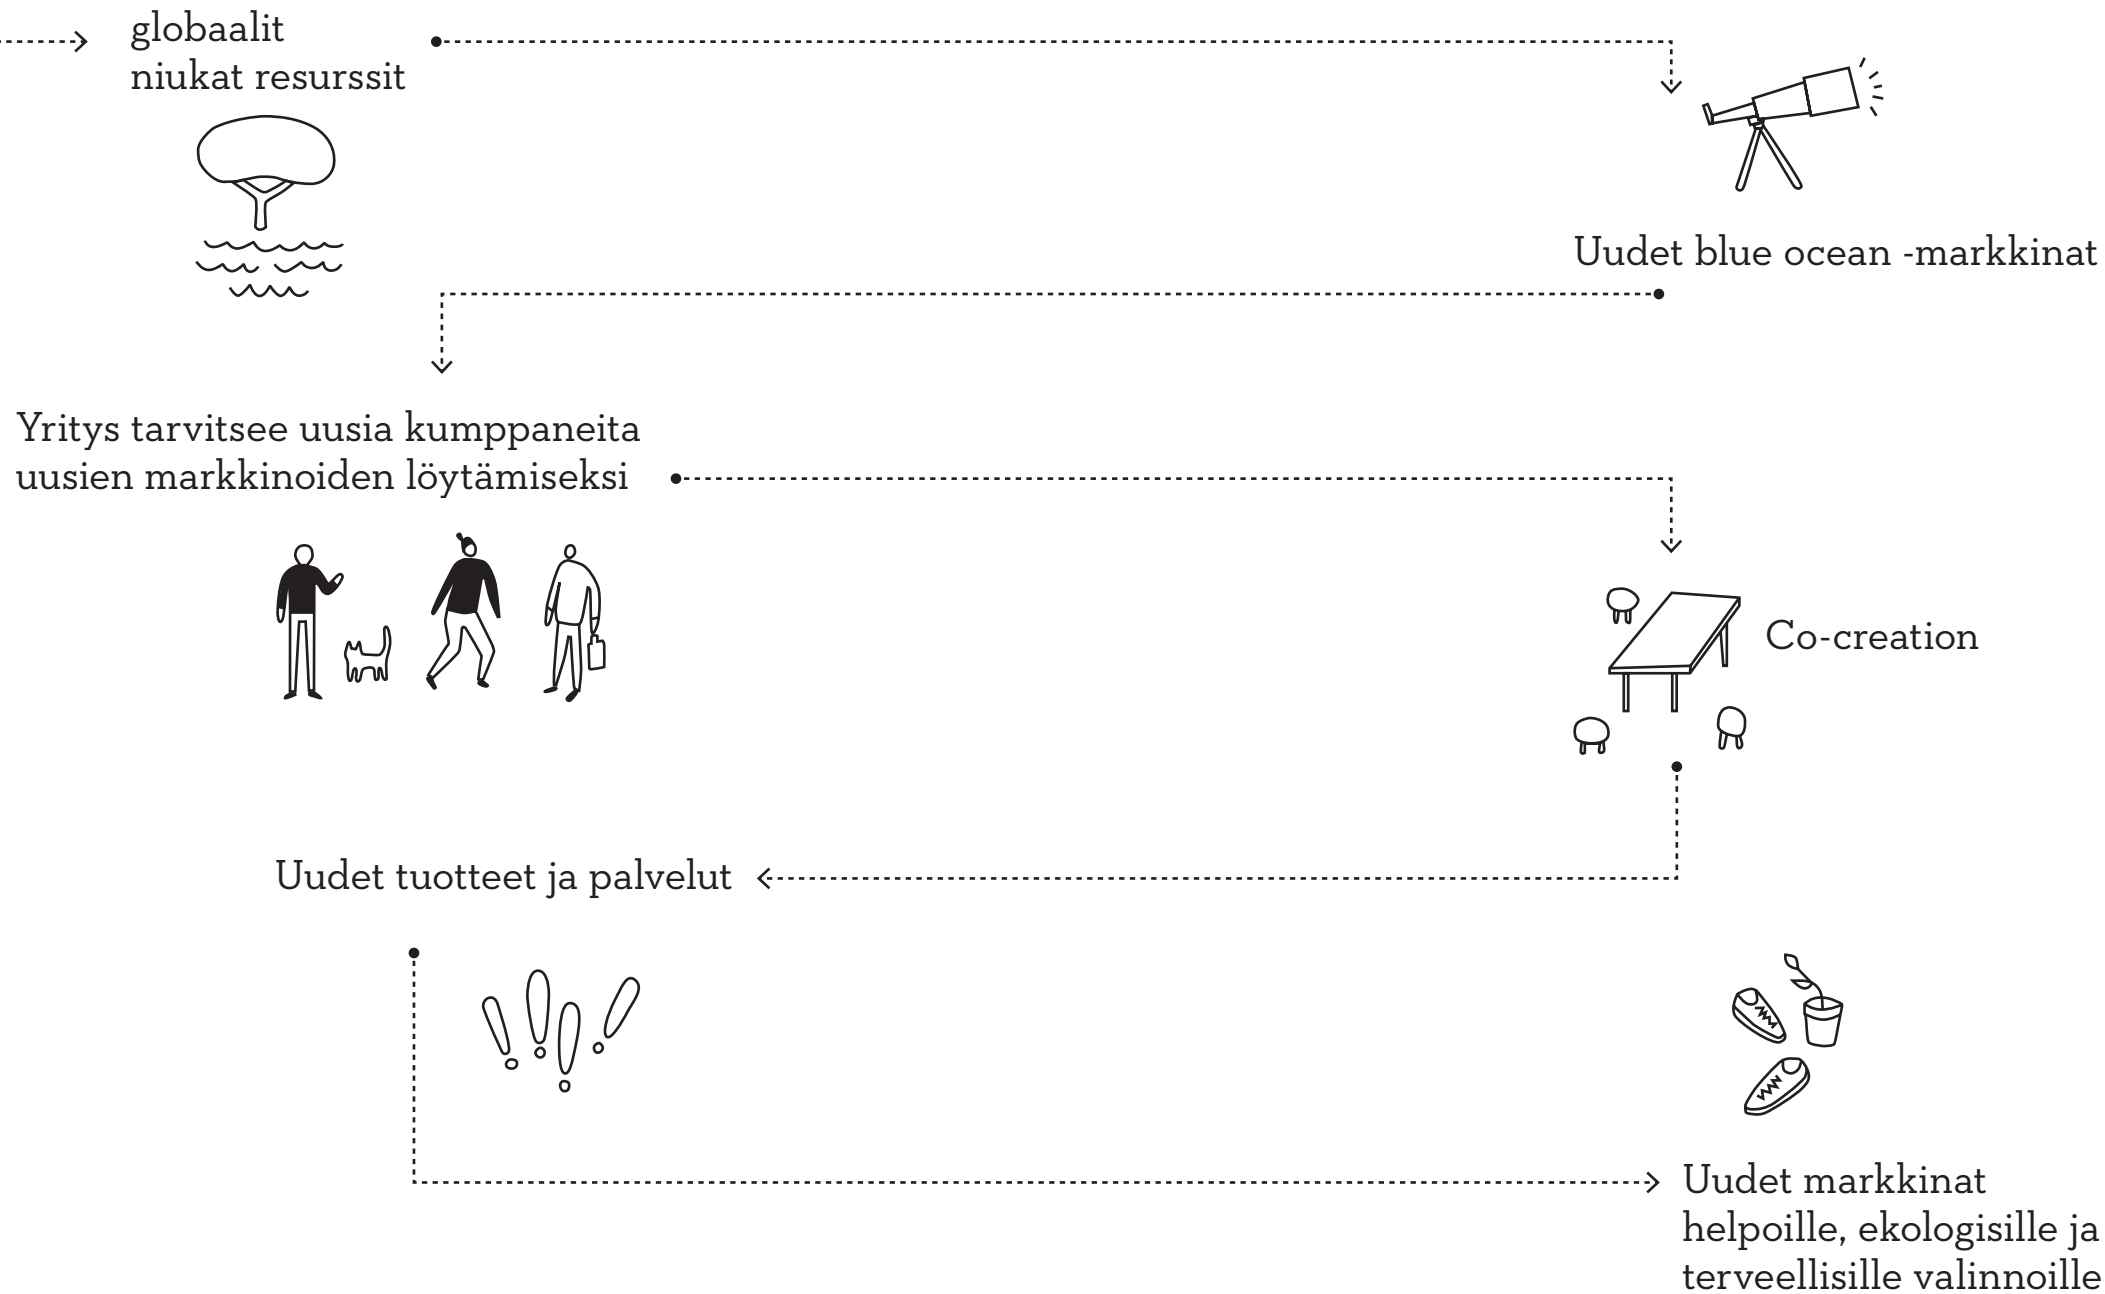 globaalit
niukat resurssit
Uudet blue ocean -markkinat
Yritys tarvitsee uusia kumppaneita
uusien markkinoiden löytämiseksi
Co-creation
Uudet tuotteet ja palvelut
Uudet markkinat
helpoille, ekologisille ja
terveellisille valinnoille